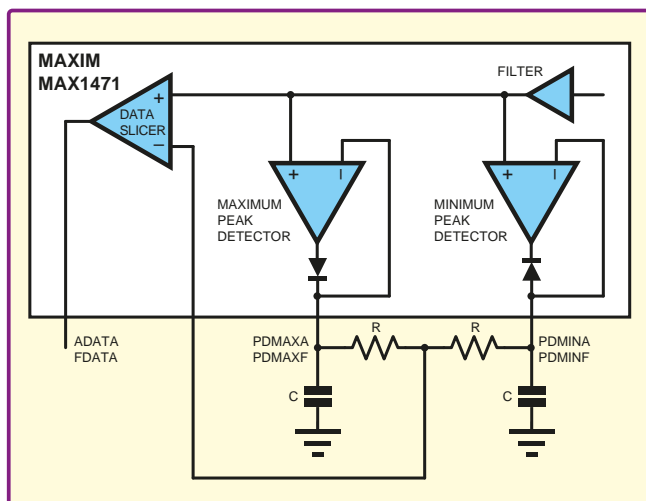 MAXIM
MAX1471
FILTER
DATA
SLICER
+
−
+
−
+
−
MAXIMUM
PEAK
DETECTOR
MINIMUM
PEAK
DETECTOR
ADATA
FDATA
PDMAXA
PDMAXF
R
R
PDMINA
PDMINF
C
C